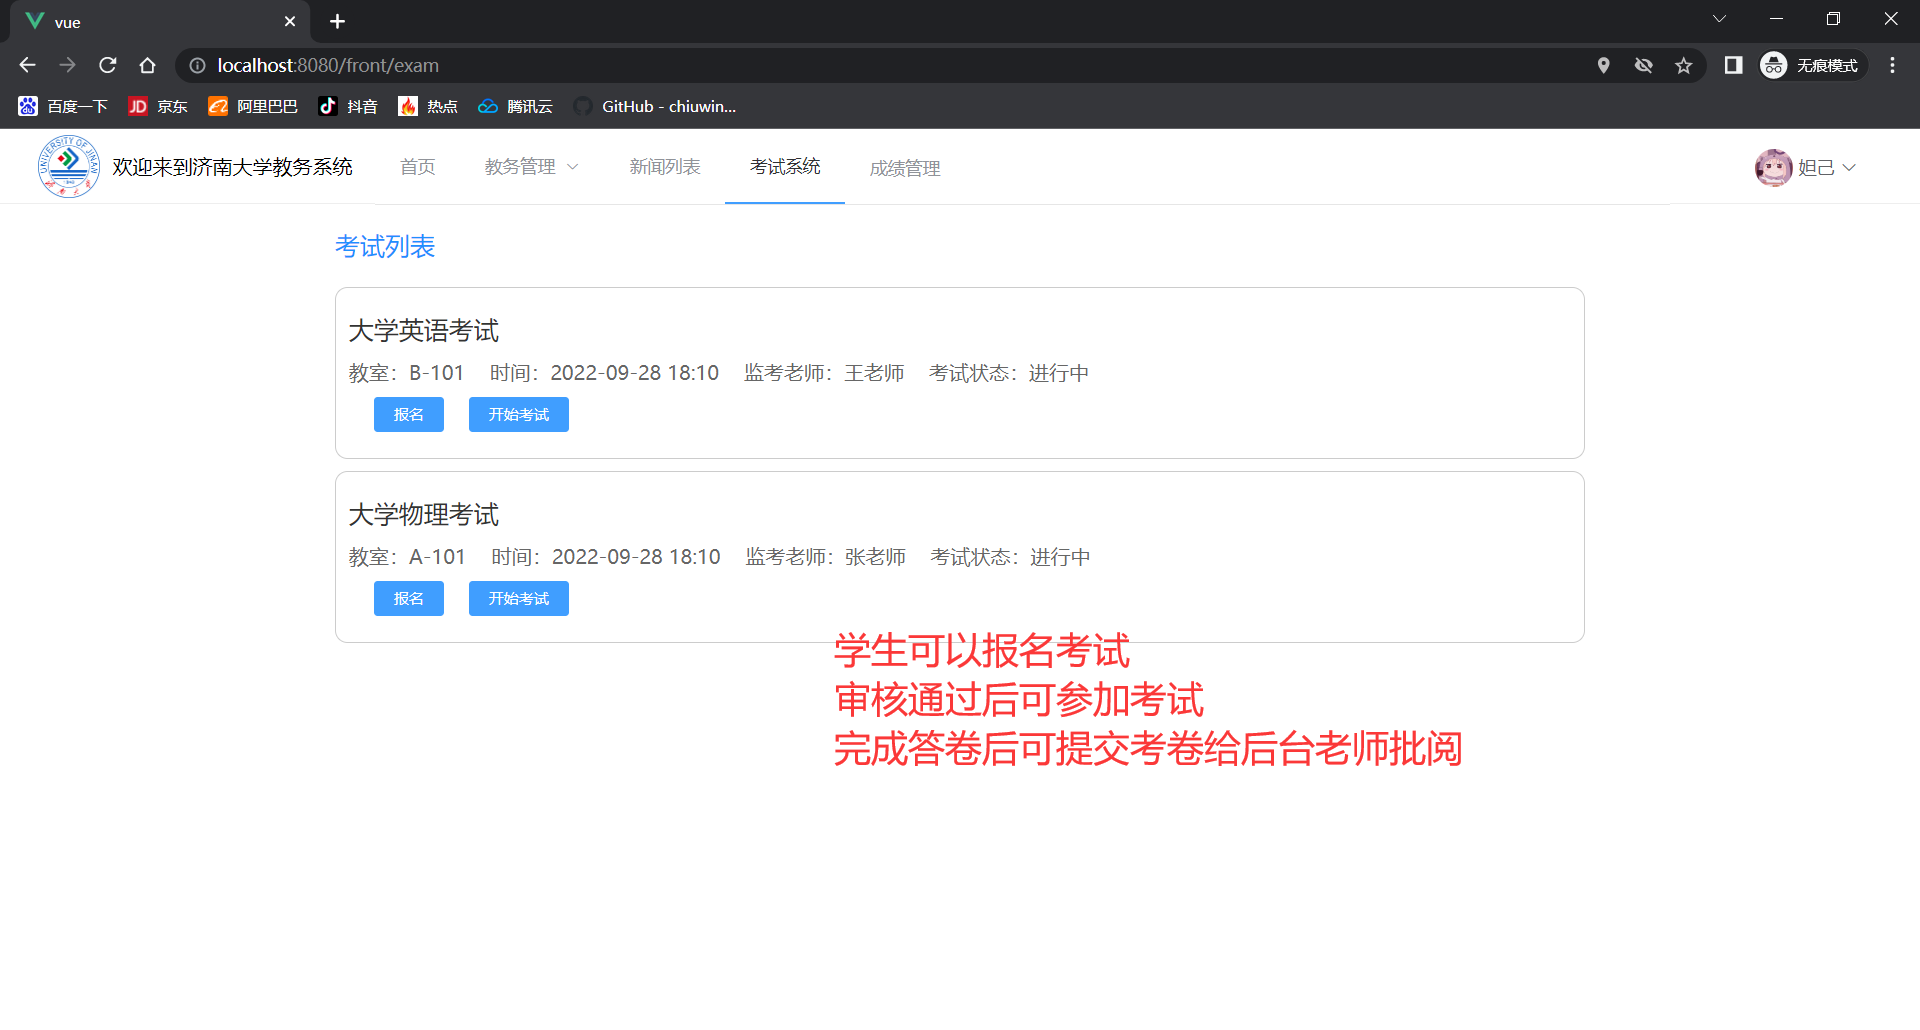 vue
localhost:8080/front/exam
无痕模式
百度一下 京东 阿里巴巴 抖音 热点 腾讯云 GitHub - chiuwin...
UNIVERSITY OF JINAN
欢迎来到济南大学教务系统 首页 教务管理 新闻列表 考试系统 成绩管理 妲己
考试列表
大学英语考试
教室：B-101 时间：2022-09-28 18:10 监考老师：王老师 考试状态：进行中
报名 开始考试
大学物理考试
教室：A-101 时间：2022-09-28 18:10 监考老师：张老师 考试状态：进行中
报名 开始考试
学生可以报名考试
审核通过后可参加考试
完成答卷后可提交考卷给后台老师批阅